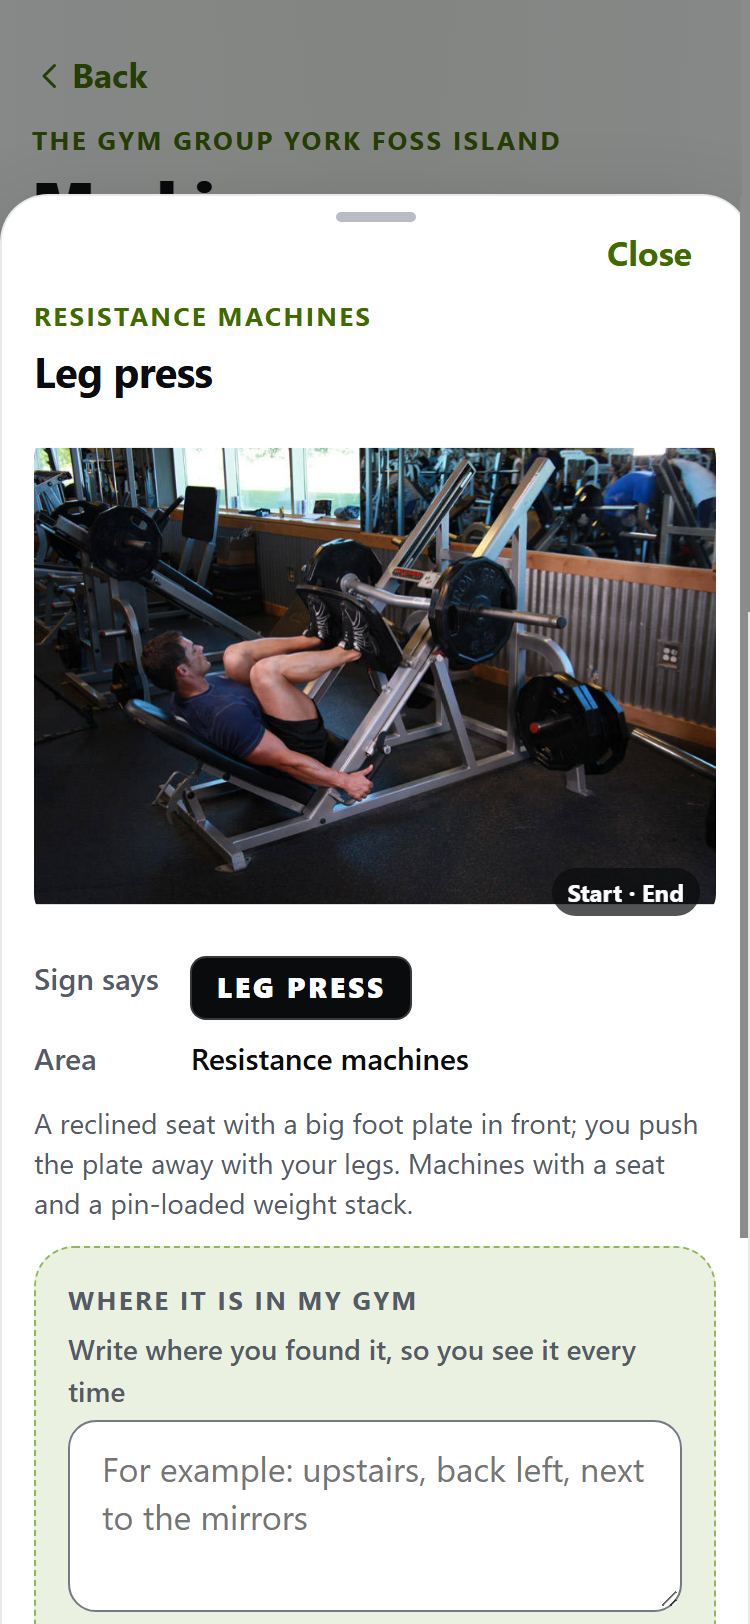 Back
THE GYM GROUP YORK FOSS ISLAND
Close
RESISTANCE MACHINES
Leg press
Start · End
Sign says
LEG PRESS
Area
Resistance machines
A reclined seat with a big foot plate in front; you push
the plate away with your legs. Machines with a seat
and a pin-loaded weight stack.
WHERE IT IS IN MY GYM
Write where you found it, so you see it every
time
For example: upstairs, back left, next
to the mirrors